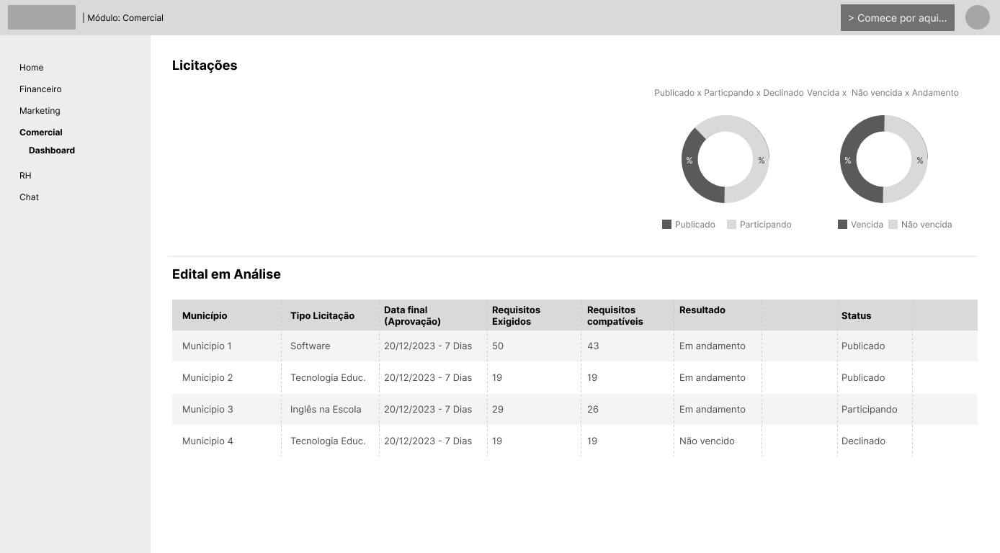 | Módulo: Comercial
> Comece por aqui...
Home
Financeiro
Marketing
Comercial
Dashboard
RH
Chat
Licitações
Publicado x Particpando x Declinado
Vencida x Não vencida x Andamento
% %
% %
Publicado Participando
Vencida Não vencida
Edital em Análise
Município Tipo Licitação Data final (Aprovação) Requisitos Exigidos Requisitos compatíveis Resultado Status
Municipio 1 Software 20/12/2023 - 7 Dias 50 43 Em andamento Publicado
Municipio 2 Tecnologia Educ. 20/12/2023 - 7 Dias 19 19 Em andamento Publicado
Municipio 3 Inglês na Escola 20/12/2023 - 7 Dias 29 26 Em andamento Participando
Municipio 4 Tecnologia Educ. 20/12/2023 - 7 Dias 19 19 Não vencido Declinado